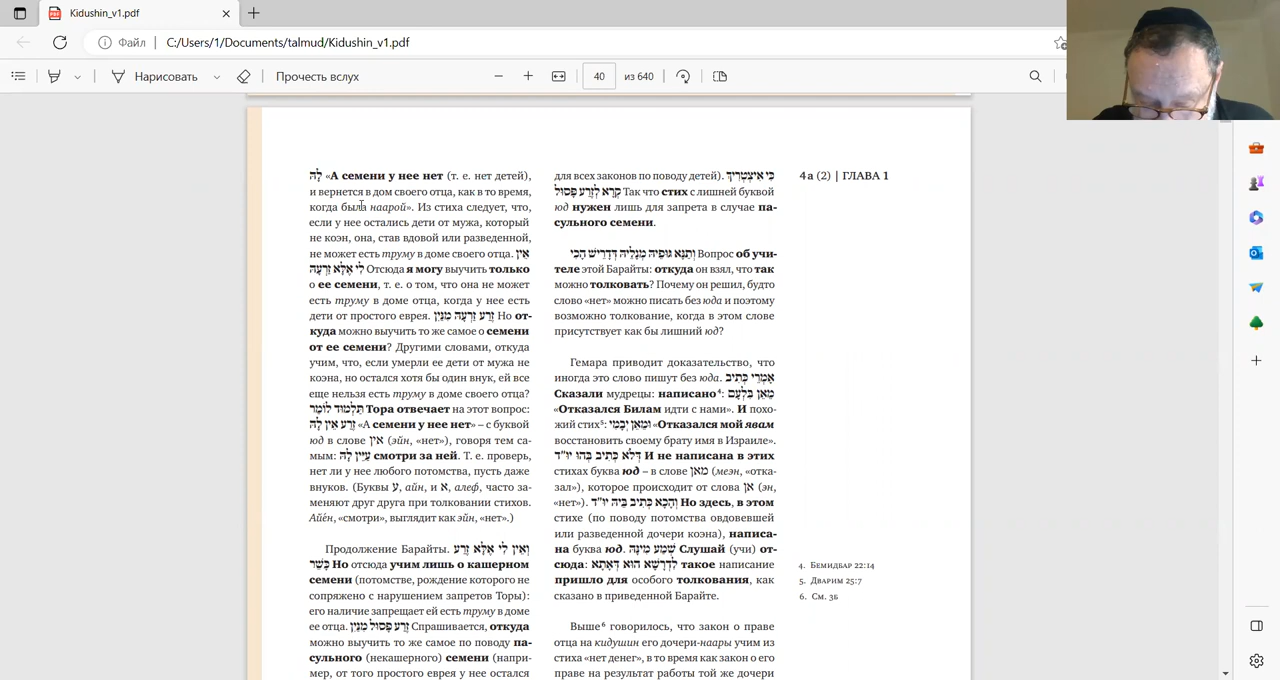 Kidushin_v1.pdf
Файл
C:/Users/1/Documents/talmud/Kidushin_v1.pdf
Нарисовать
Прочесть вслух
40
из 640
לָהּ «А семени у нее нет (т. е. нет детей),
и вернется в дом своего отца, как в то время,
когда была наарой». Из стиха следует, что,
если у нее остались дети от мужа, который
не коэн, она, став вдовой или разведенной,
не может есть труму в доме своего отца. אֵין
לִי אֶלָּא זַרְעָהּ Отсюда я могу выучить только
о ее семени, т. е. о том, что она не может
есть труму в доме отца, когда у нее есть
дети от простого еврея. זֶרַע זַרְעָהּ מִנַּיִן Но от-
куда можно выучить то же самое о семени
от ее семени? Другими словами, откуда
учим, что, если умерли ее дети от мужа не
коэна, но остался хотя бы один внук, ей все
еще нельзя есть труму в доме своего отца?
תַּלְמוּד לוֹמַר Тора отвечает на этот вопрос:
זֶרַע אֵין לָהּ «А семени у нее нет» – с буквой
юд в слове אין (эйн, «нет»), говоря тем са-
мым: עַיֵּין לָהּ смотри за ней. Т. е. проверь,
нет ли у нее любого потомства, пусть даже
внуков. (Буквы ע, айн, и א, алеф, часто за-
меняют друг друга при толковании стихов.
Айéн, «смотри», выглядит как эйн, «нет».)
Продолжение Барайты. וְאֵין לִי אֶלָּא זֶרַע
כָּשֵׁר Но отсюда учим лишь о кашерном
семени (потомстве, рождение которого не
сопряжено с нарушением запретов Торы):
его наличие запрещает ей есть труму в доме
ее отца. זֶרַע פָּסוּל מִנַּיִן Спрашивается, откуда
можно выучить то же самое по поводу па-
сульного (некашерного) семени (напри-
мер, от того простого еврея у нее остался
для всех законов по поводу детей). כִּי אִיצְטְרִיךְ
קְרָא לְזֶרַע פָּסוּל Так что стих с лишней буквой
юд нужен лишь для запрета в случае па-
сульного семени.
וְתַנָּא גּוּפֵיהּ מְנָלֵיהּ דְּדָרֵישׁ הָכִי Вопрос об учи-
теле этой Барайты: откуда он взял, что так
можно толковать? Почему он решил, будто
слово «нет» можно писать без юда и поэтому
возможно толкование, когда в этом слове
присутствует как бы лишний юд?
Гемара приводит доказательство, что
иногда это слово пишут без юда. אָמְרֵי כְּתִיב
מֵאֵן בִּלְעָם Сказали мудрецы: написано⁴:
«Отказался Билам идти с нами». И похо-
жий стих⁵: וּמֵאֵן יְבָמִי «Отказался мой явам
восстановить своему брату имя в Израиле».
דְּלָא כְּתִיב בְּהוּ יוּ״ד И не написана в этих
стихах буква юд – в слове מאן (меэн, «отка-
зал»), которое происходит от слова אן (эн,
«нет»). וְהָכָא כְּתִיב בֵּיהּ יוּ״ד Но здесь, в этом
стихе (по поводу потомства овдовевшей
или разведенной дочери коэна), написа-
на буква юд. שְׁמַע מִינָּהּ Слушай (учи) от-
сюда: לִדְרָשָׁא הוּא דְּאָתָא такое написание
пришло для особого толкования, как
сказано в приведенной Барайте.
Выше⁶ говорилось, что закон о праве
отца на кидушин его дочери-наары учим из
стиха «нет денег», в то время как закон о его
праве на результат работы той же дочери
4а (2) | ГЛАВА 1
4. Бемидбар 22:14
5. Дварим 25:7
6. См. 3б